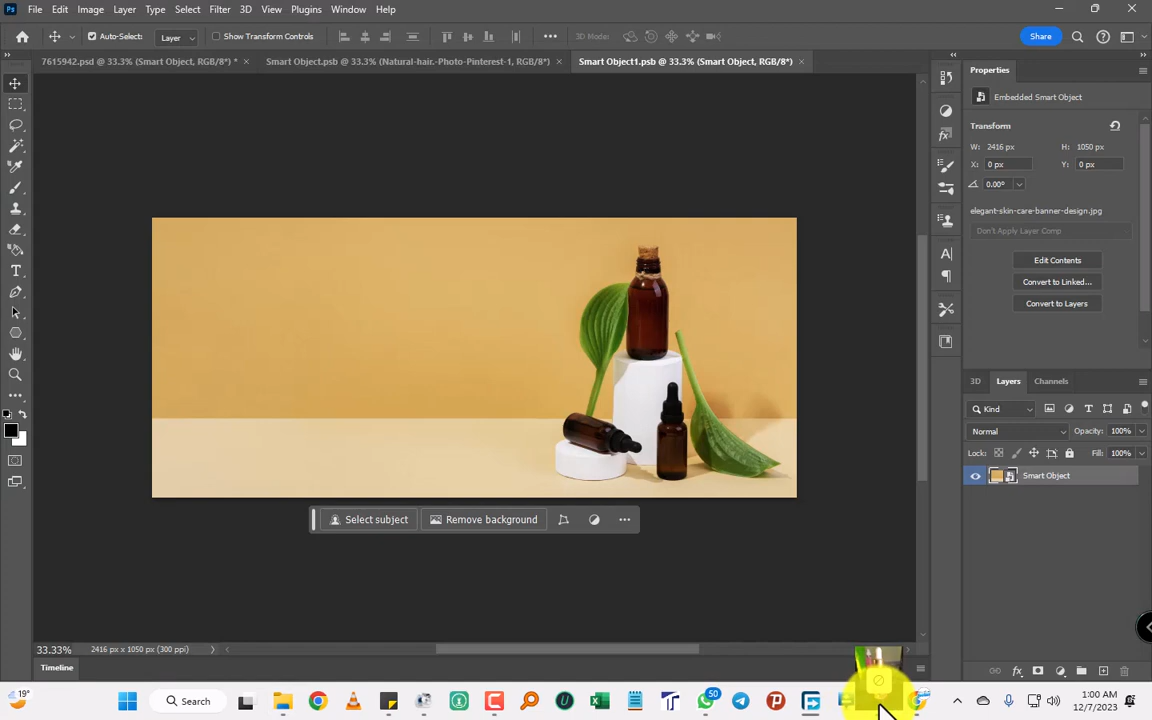 Ps File Edit Image Layer Type Select Filter 3D View Plugins Window Help
Auto-Select: Layer Show Transform Controls 3D Mode: Share
7615942.psd @ 33.3% (Smart Object, RGB/8*) * × Smart Object.psb @ 33.3% (Natural-hair.-Photo-Pinterest-1, RGB/8*) × Smart Object1.psb @ 33.3% (Smart Object, RGB/8*) ×
Properties
Embedded Smart Object
Transform
W: 2416 px H: 1050 px
X: 0 px Y: 0 px
0.00°
elegant-skin-care-banner-design.jpg
Don't Apply Layer Comp
Edit Contents
Convert to Linked...
Convert to Layers
3D Layers Channels
Kind
Normal Opacity: 100%
Lock: Fill: 100%
Smart Object
Select subject Remove background
33.33% 2416 px x 1050 px (300 ppi)
Timeline
19° Search 50 1:00 AM
12/7/2023